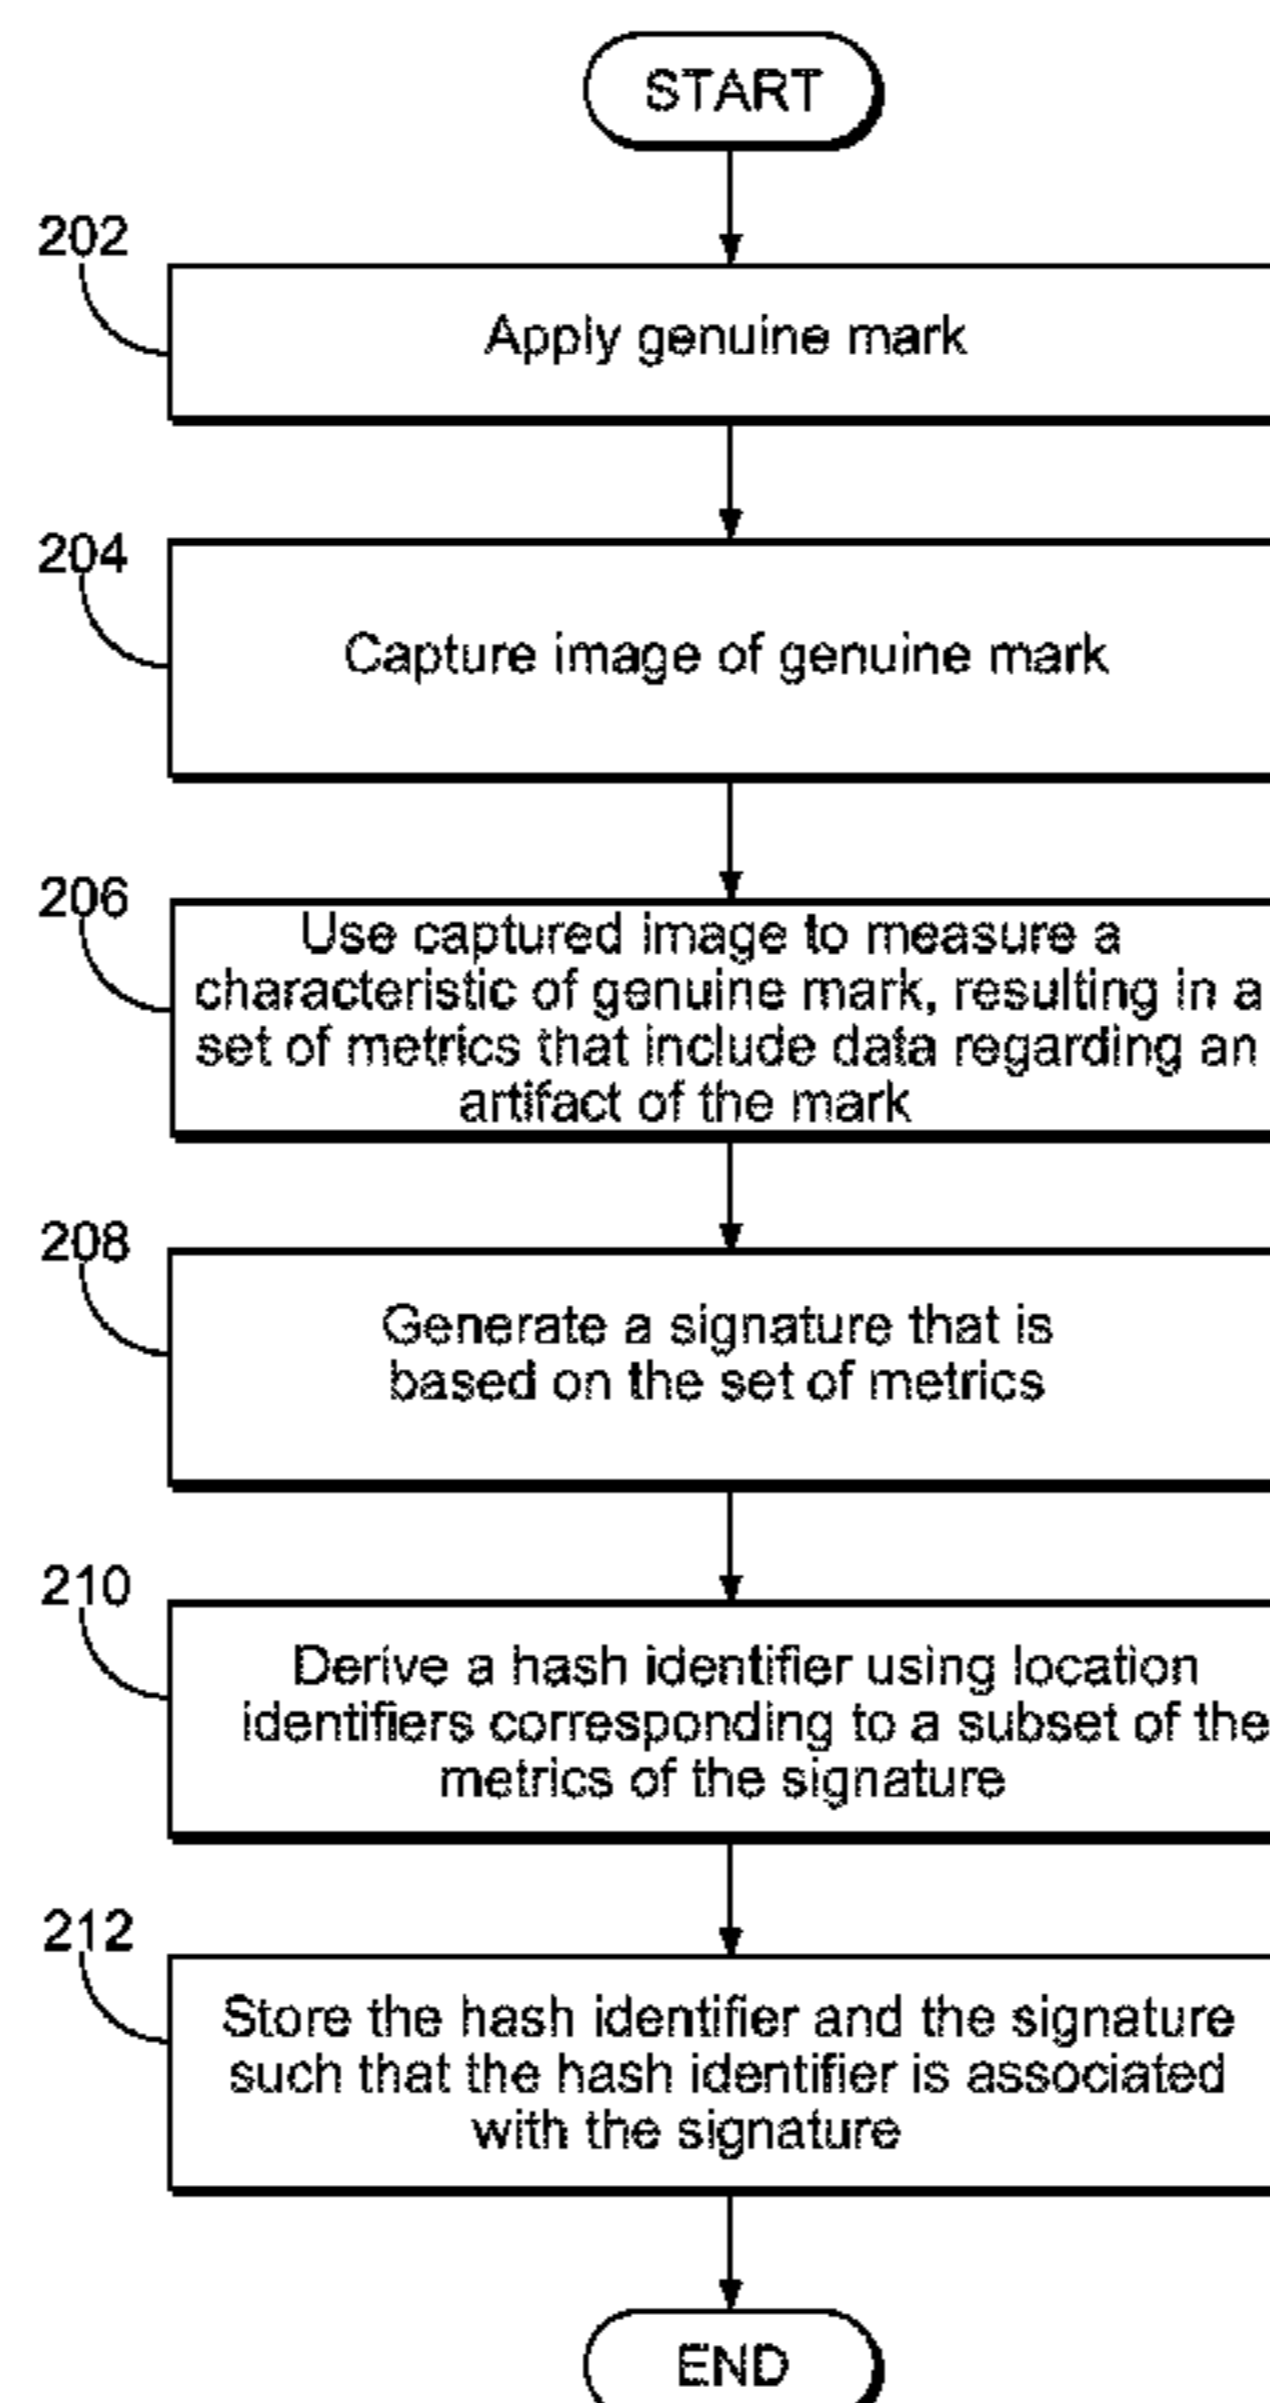 START
202
Apply genuine mark
204
Capture image of genuine mark
206
Use captured image to measure a
characteristic of genuine mark, resulting in a
set of metrics that include data regarding an
artifact of the mark
208
Generate a signature that is
based on the set of metrics
210
Derive a hash identifier using location
identifiers corresponding to a subset of the
metrics of the signature
212
Store the hash identifier and the signature
such that the hash identifier is associated
with the signature
END